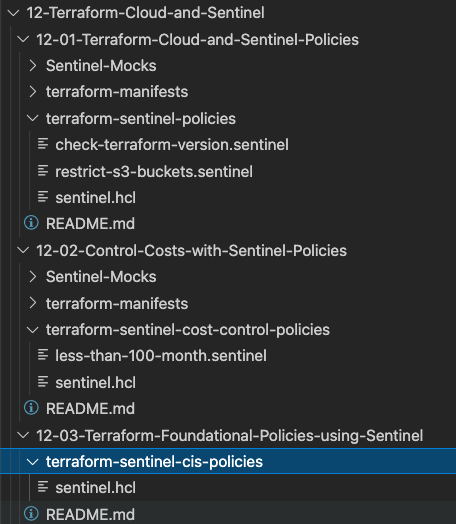 12-Terraform-Cloud-and-Sentinel
12-01-Terraform-Cloud-and-Sentinel-Policies
Sentinel-Mocks
terraform-manifests
terraform-sentinel-policies
check-terraform-version.sentinel
restrict-s3-buckets.sentinel
sentinel.hcl
README.md
12-02-Control-Costs-with-Sentinel-Policies
Sentinel-Mocks
terraform-manifests
terraform-sentinel-cost-control-policies
less-than-100-month.sentinel
sentinel.hcl
README.md
12-03-Terraform-Foundational-Policies-using-Sentinel
terraform-sentinel-cis-policies
sentinel.hcl
README.md